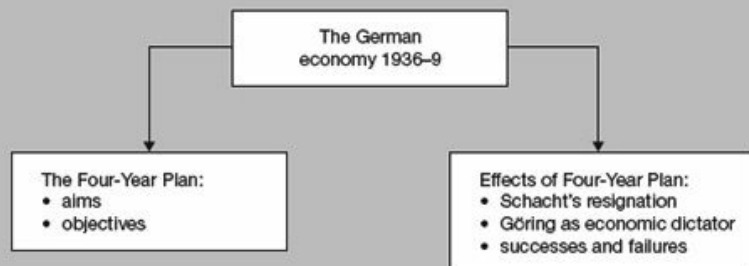 The German
economy 1936–9
The Four-Year Plan:
• aims
• objectives
Effects of Four-Year Plan:
• Schacht's resignation
• Göring as economic dictator
• successes and failures